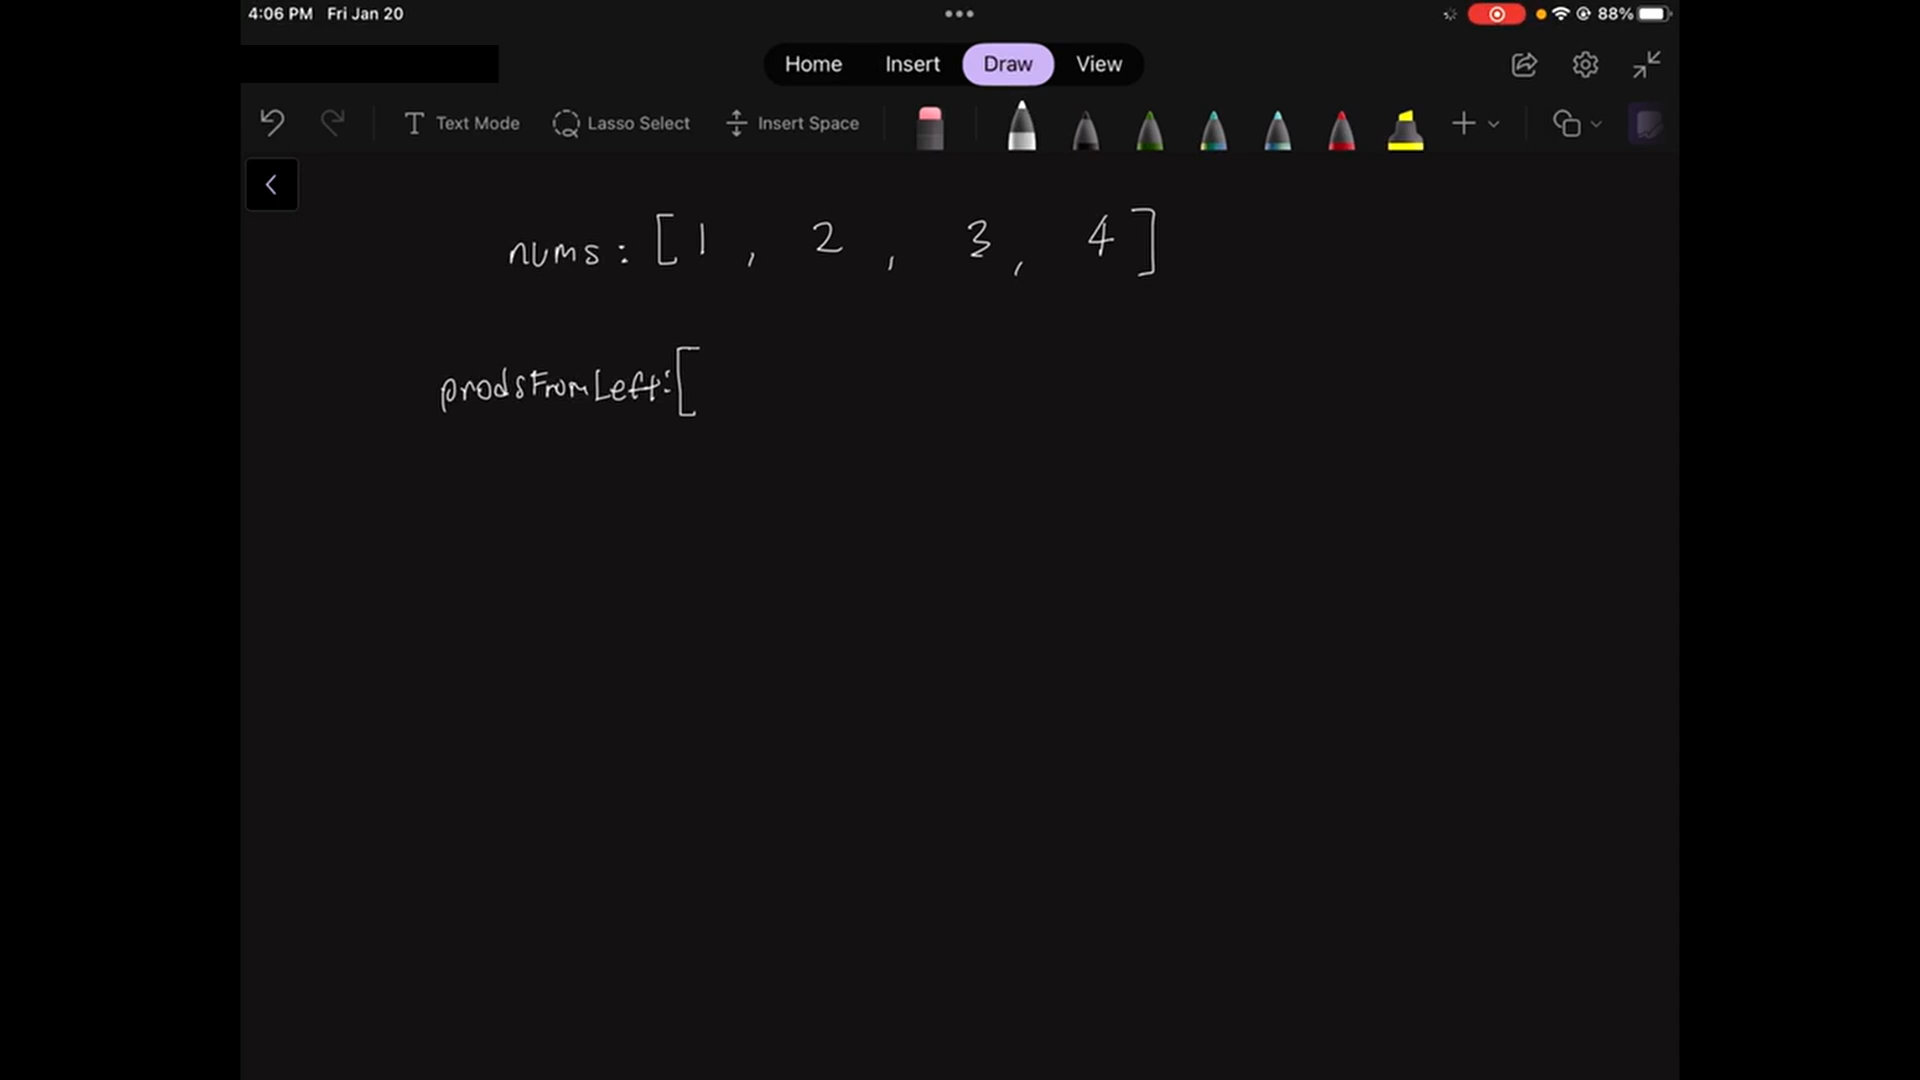 4:06 PM Fri Jan 20
88%
Home Insert Draw View
Text Mode Lasso Select Insert Space
nums: [1, 2, 3, 4]
prodsFromLeft:[